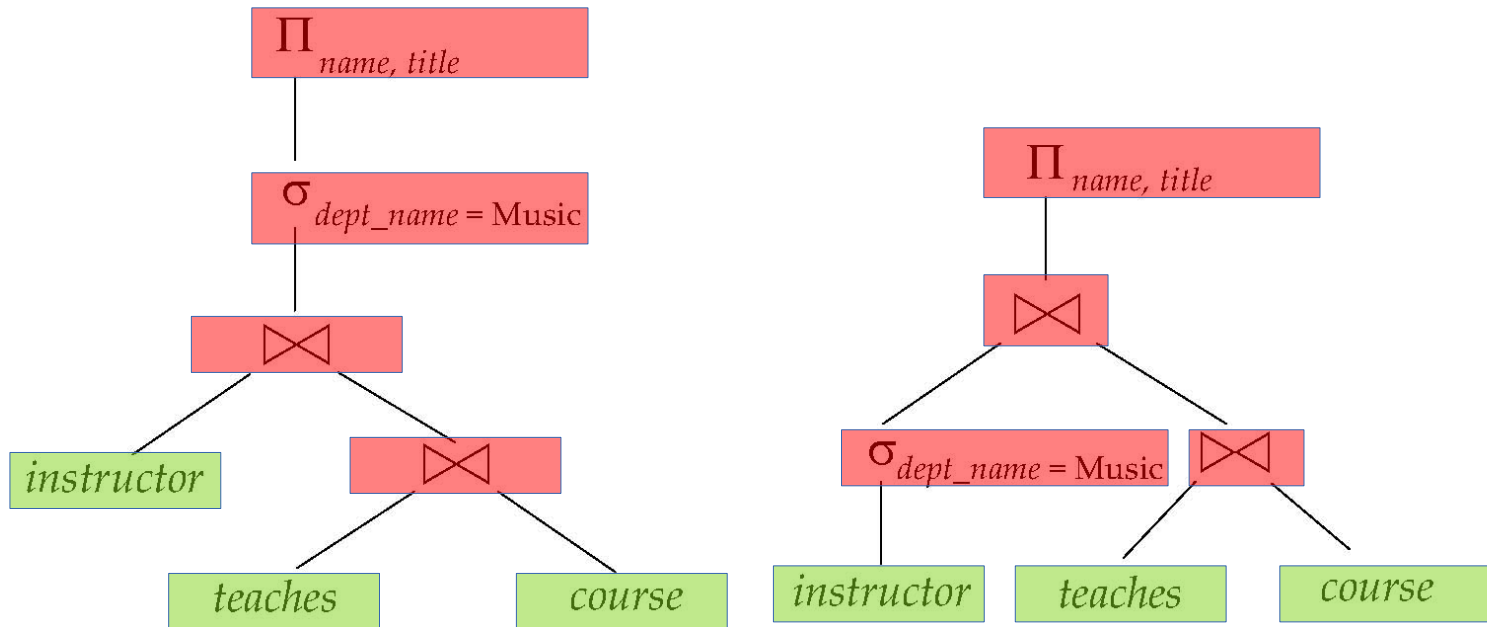 Π name, title
σ dept_name = Music
⋈
instructor
⋈
teaches
course
Π name, title
⋈
σ dept_name = Music
⋈
instructor
teaches
course